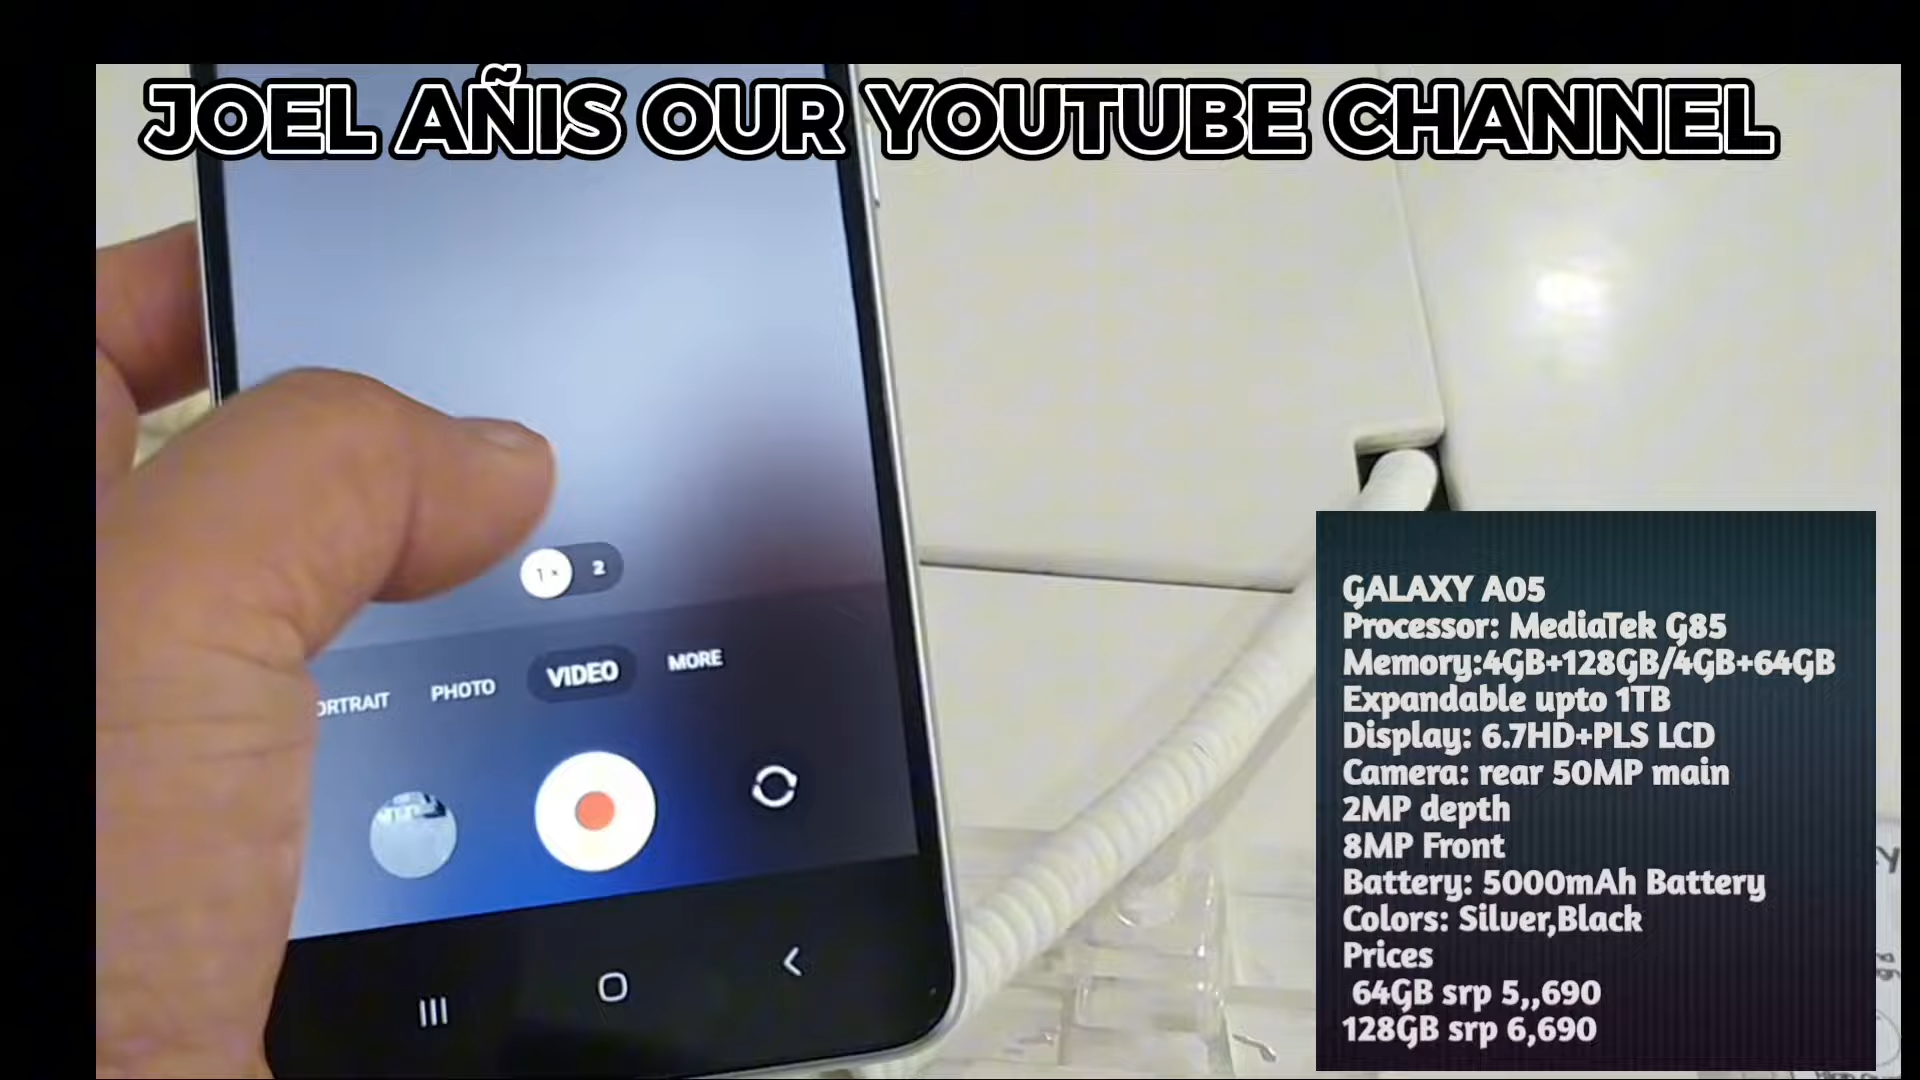 JOEL AÑIS OUR YOUTUBE CHANNEL
1×
2
ORTRAIT
PHOTO
VIDEO
MORE
GALAXY A05
Processor: MediaTek G85
Memory:4GB+128GB/4GB+64GB
Expandable upto 1TB
Display: 6.7HD+PLS LCD
Camera: rear 50MP main
2MP depth
8MP Front
Battery: 5000mAh Battery
Colors: Silver,Black
Prices
64GB srp 5,,690
128GB srp 6,690